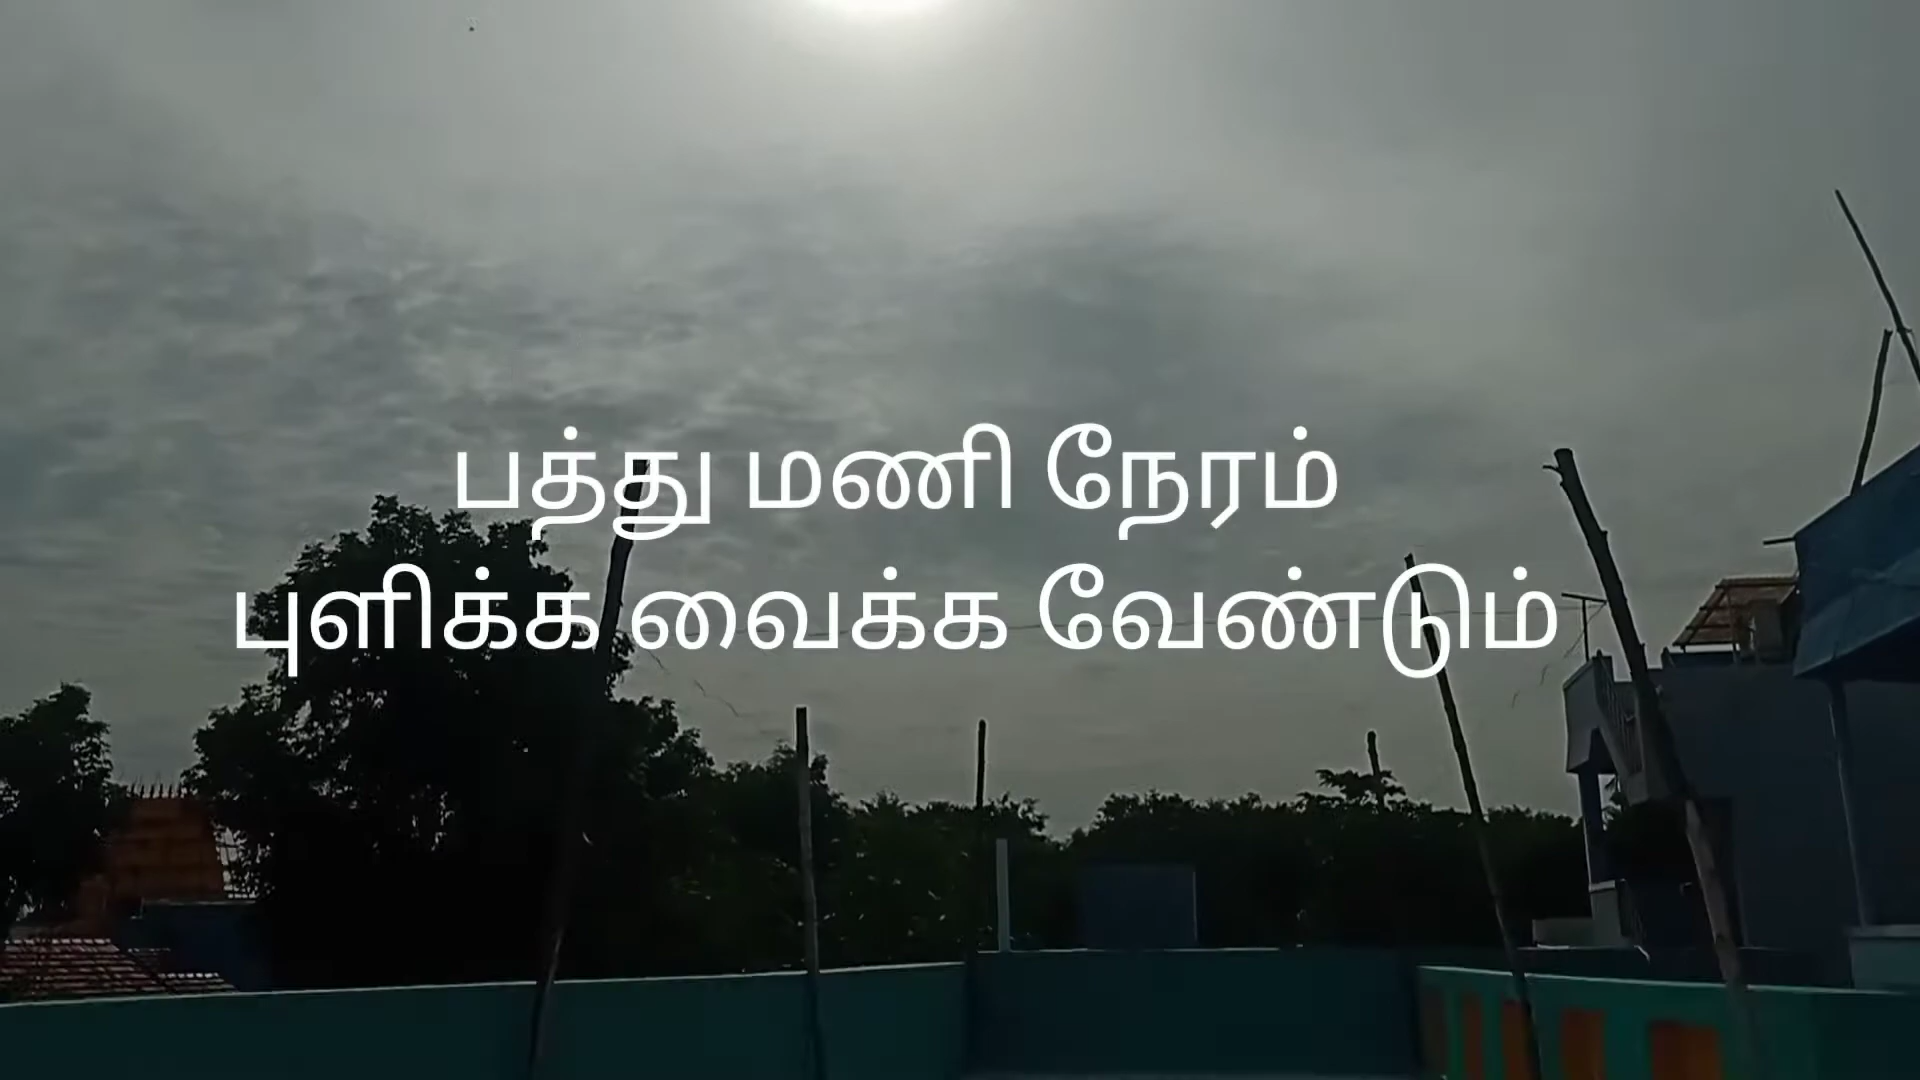 பத்து மணி நேரம்
புளிக்க வைக்க வேண்டும்